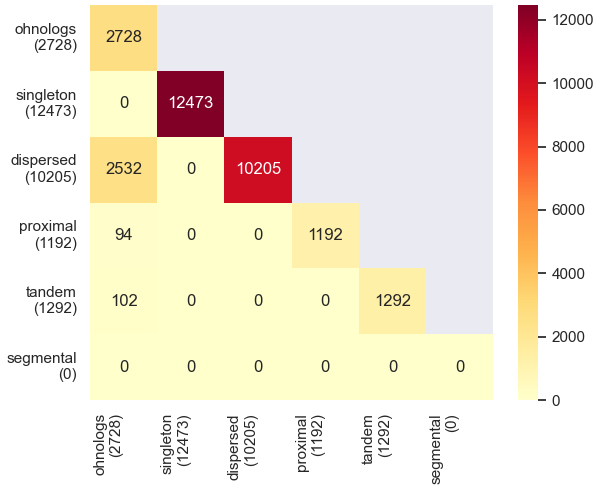 ohnologs
(2728)
2728
singleton
(12473)
0 12473
dispersed
(10205)
2532 0 10205
proximal
(1192)
94 0 0 1192
tandem
(1292)
102 0 0 0 1292
segmental
(0)
0 0 0 0 0 0
ohnologs
(2728)
singleton
(12473)
dispersed
(10205)
proximal
(1192)
tandem
(1292)
segmental
(0)
12000
10000
8000
6000
4000
2000
0